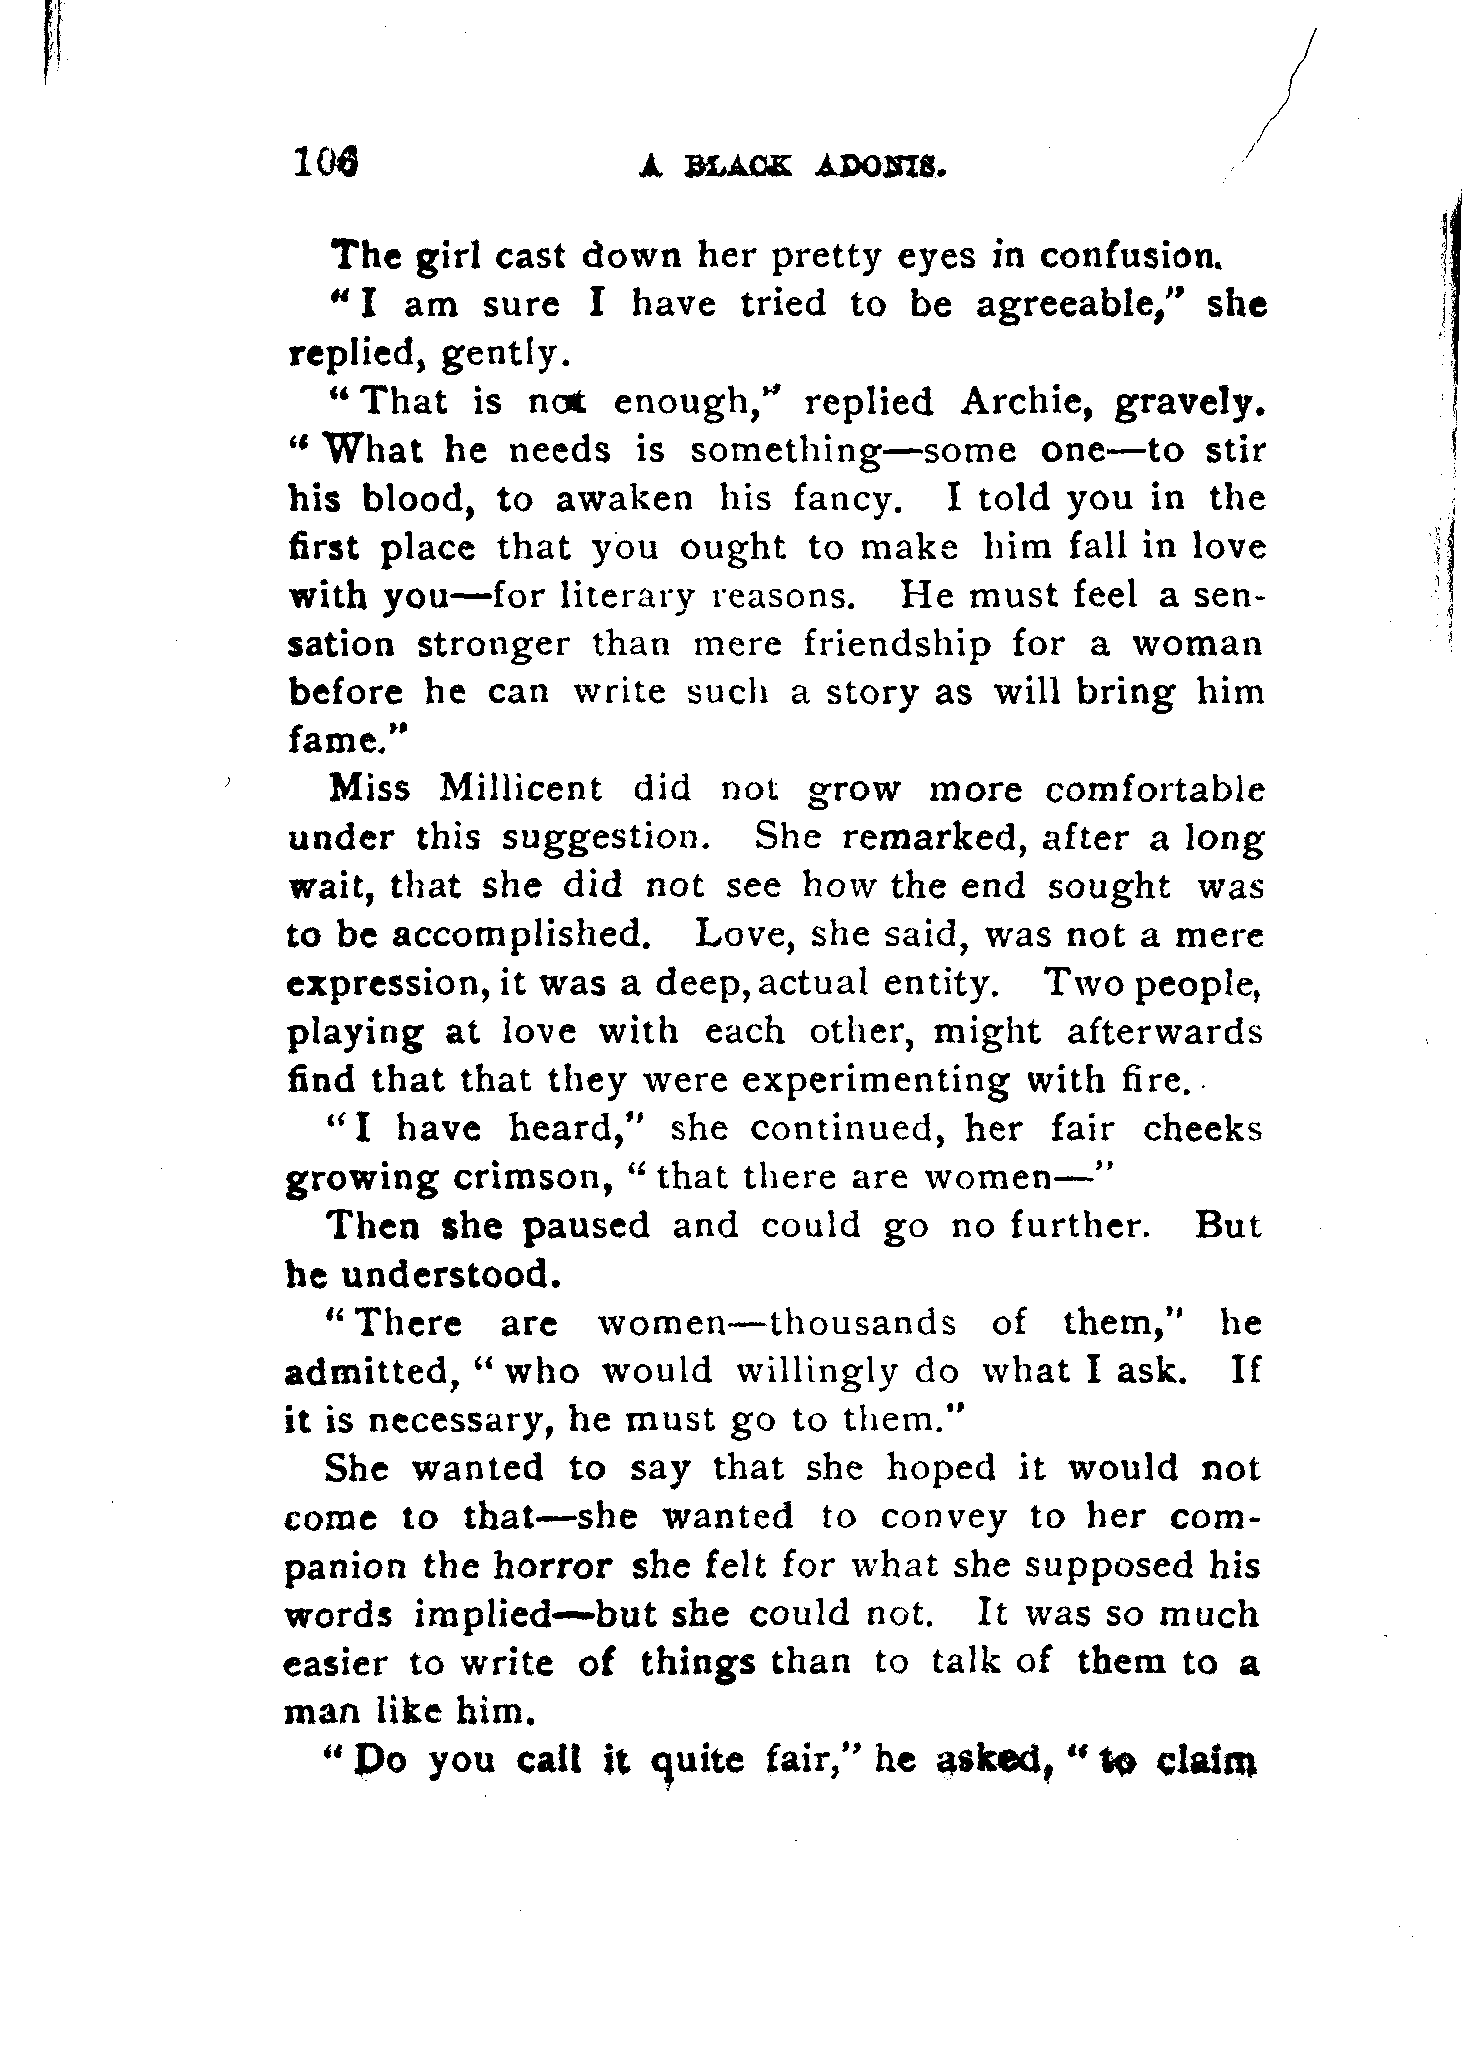 106 A BLACK ADONIS.
The girl cast down her pretty eyes in confusion.
"I am sure I have tried to be agreeable," she
replied, gently.
"That is not enough," replied Archie, gravely.
"What he needs is something—some one—to stir
his blood, to awaken his fancy. I told you in the
first place that you ought to make him fall in love
with you—for literary reasons. He must feel a sen-
sation stronger than mere friendship for a woman
before he can write such a story as will bring him
fame."
Miss Millicent did not grow more comfortable
under this suggestion. She remarked, after a long
wait, that she did not see how the end sought was
to be accomplished. Love, she said, was not a mere
expression, it was a deep, actual entity. Two people,
playing at love with each other, might afterwards
find that that they were experimenting with fire.
"I have heard," she continued, her fair cheeks
growing crimson, "that there are women—"
Then she paused and could go no further. But
he understood.
"There are women—thousands of them," he
admitted, "who would willingly do what I ask. If
it is necessary, he must go to them."
She wanted to say that she hoped it would not
come to that—she wanted to convey to her com-
panion the horror she felt for what she supposed his
words implied—but she could not. It was so much
easier to write of things than to talk of them to a
man like him.
"Do you call it quite fair," he asked, "to claim